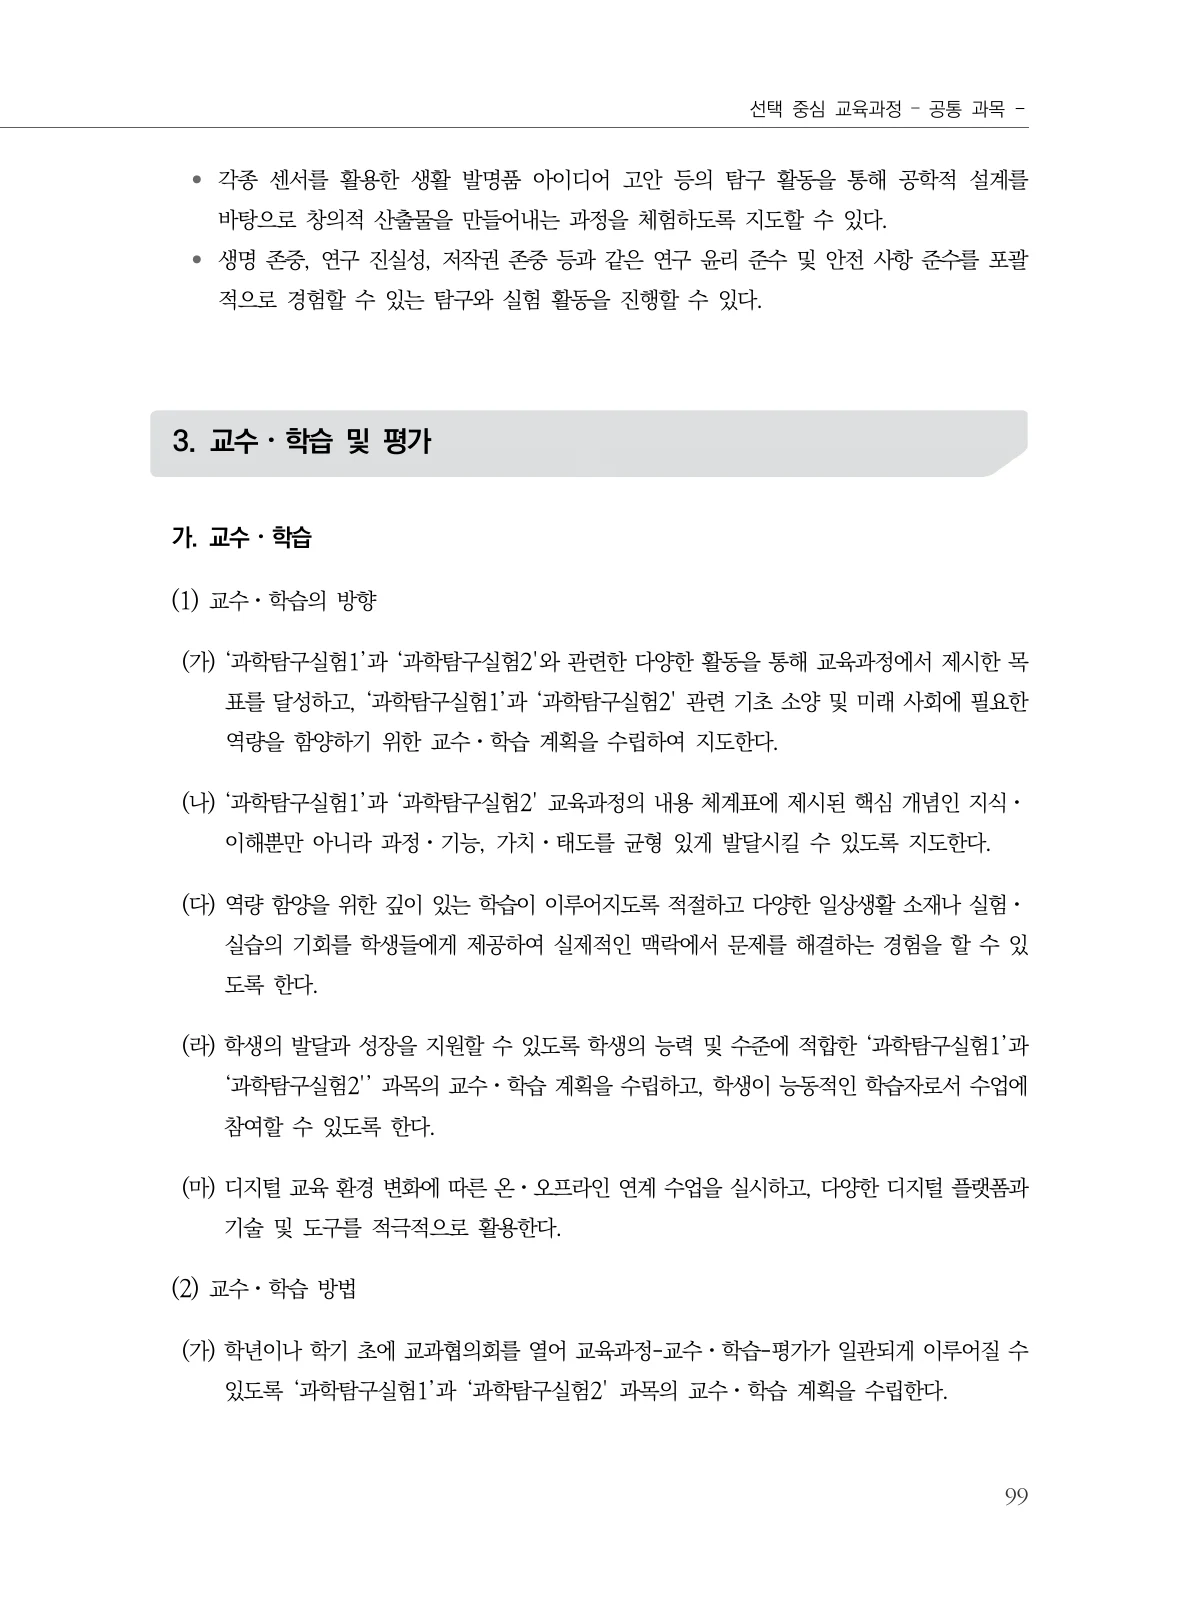 선택 중심 교육과정 - 공통 과목 -
• 각종 센서를 활용한 생활 발명품 아이디어 고안 등의 탐구 활동을 통해 공학적 설계를
바탕으로 창의적 산출물을 만들어내는 과정을 체험하도록 지도할 수 있다.
• 생명 존중, 연구 진실성, 저작권 존중 등과 같은 연구 윤리 준수 및 안전 사항 준수를 포괄
적으로 경험할 수 있는 탐구와 실험 활동을 진행할 수 있다.
3. 교수·학습 및 평가
가. 교수·학습
(1) 교수·학습의 방향
(가) ‘과학탐구실험1’과 ‘과학탐구실험2'와 관련한 다양한 활동을 통해 교육과정에서 제시한 목
표를 달성하고, ‘과학탐구실험1’과 ‘과학탐구실험2' 관련 기초 소양 및 미래 사회에 필요한
역량을 함양하기 위한 교수·학습 계획을 수립하여 지도한다.
(나) ‘과학탐구실험1’과 ‘과학탐구실험2' 교육과정의 내용 체계표에 제시된 핵심 개념인 지식·
이해뿐만 아니라 과정·기능, 가치·태도를 균형 있게 발달시킬 수 있도록 지도한다.
(다) 역량 함양을 위한 깊이 있는 학습이 이루어지도록 적절하고 다양한 일상생활 소재나 실험·
실습의 기회를 학생들에게 제공하여 실제적인 맥락에서 문제를 해결하는 경험을 할 수 있
도록 한다.
(라) 학생의 발달과 성장을 지원할 수 있도록 학생의 능력 및 수준에 적합한 ‘과학탐구실험1’과
‘과학탐구실험2'’ 과목의 교수·학습 계획을 수립하고, 학생이 능동적인 학습자로서 수업에
참여할 수 있도록 한다.
(마) 디지털 교육 환경 변화에 따른 온·오프라인 연계 수업을 실시하고, 다양한 디지털 플랫폼과
기술 및 도구를 적극적으로 활용한다.
(2) 교수·학습 방법
(가) 학년이나 학기 초에 교과협의회를 열어 교육과정-교수·학습-평가가 일관되게 이루어질 수
있도록 ‘과학탐구실험1’과 ‘과학탐구실험2' 과목의 교수·학습 계획을 수립한다.
99